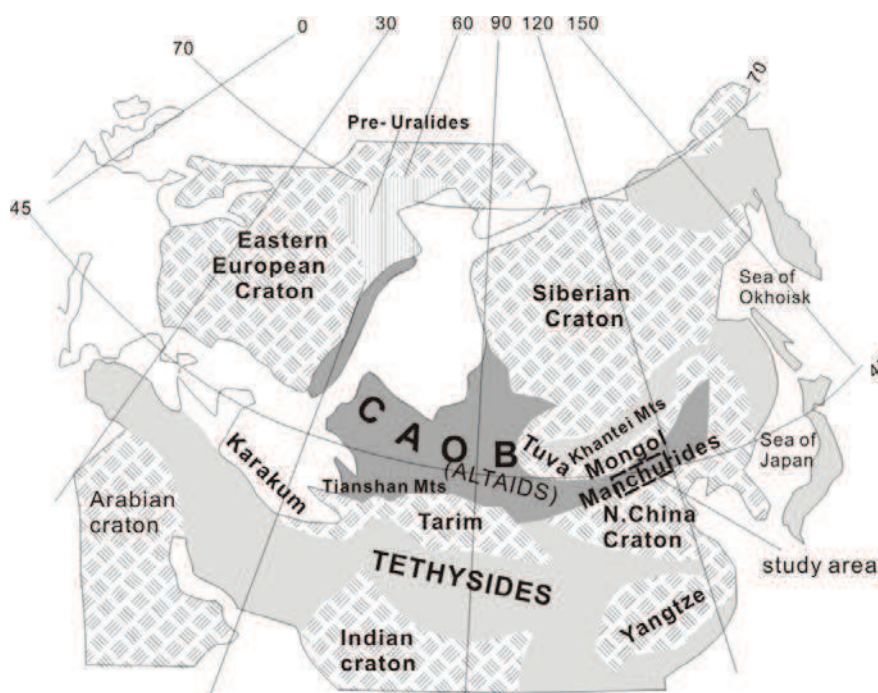 0
30
60
90
120
150
70
70
Pre- Uralides
45
Eastern
European
Craton
Siberian
Craton
Sea of
Okhoisk
C A O B
(ALTAIDS)
Tuva
Khantei Mts
Mongol
Manchurides
Sea of
Japan
Karakum
Tianshan Mts
Arabian
craton
Tarim
N.China
Craton
study area
TETHYSIDES
Yangtze
Indian
craton